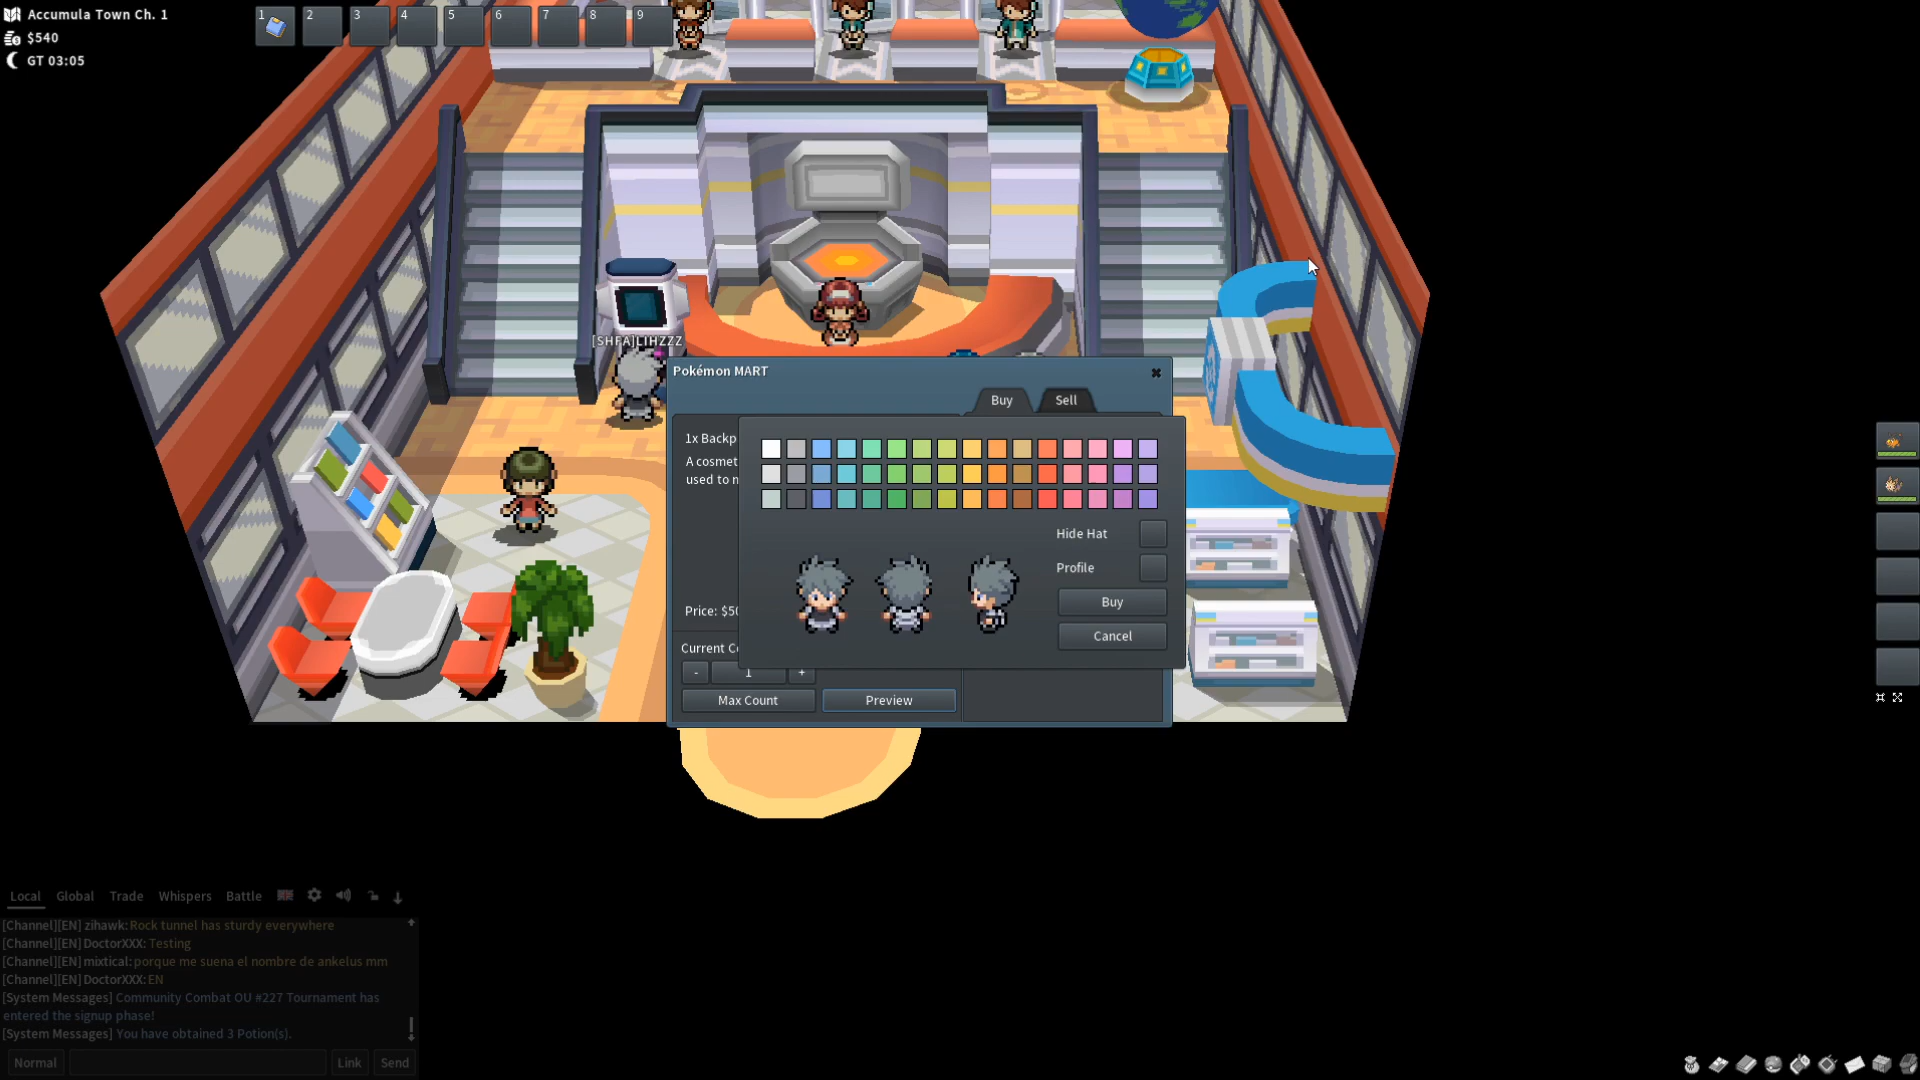 Accumula Town Ch. 1
$540
GT 03:05
1 2 3 4 5 6 7 8 9
[SHFA]LIHZZZ
Pokémon MART
Buy Sell
1x Backp
A cosmet
used to n
Hide Hat
Profile
Price: $50
Buy
Cancel
Current Co
- 1 +
Max Count Preview
Local Global Trade Whispers Battle
[Channel][EN] zihawk: Rock tunnel has sturdy everywhere
[Channel][EN] DoctorXXX: Testing
[Channel][EN] mixtical: porque me suena el nombre de ankelus mm
[Channel][EN] DoctorXXX: EN
[System Messages] Community Combat OU #227 Tournament has
entered the signup phase!
[System Messages] You have obtained 3 Potion(s).
Normal Link Send